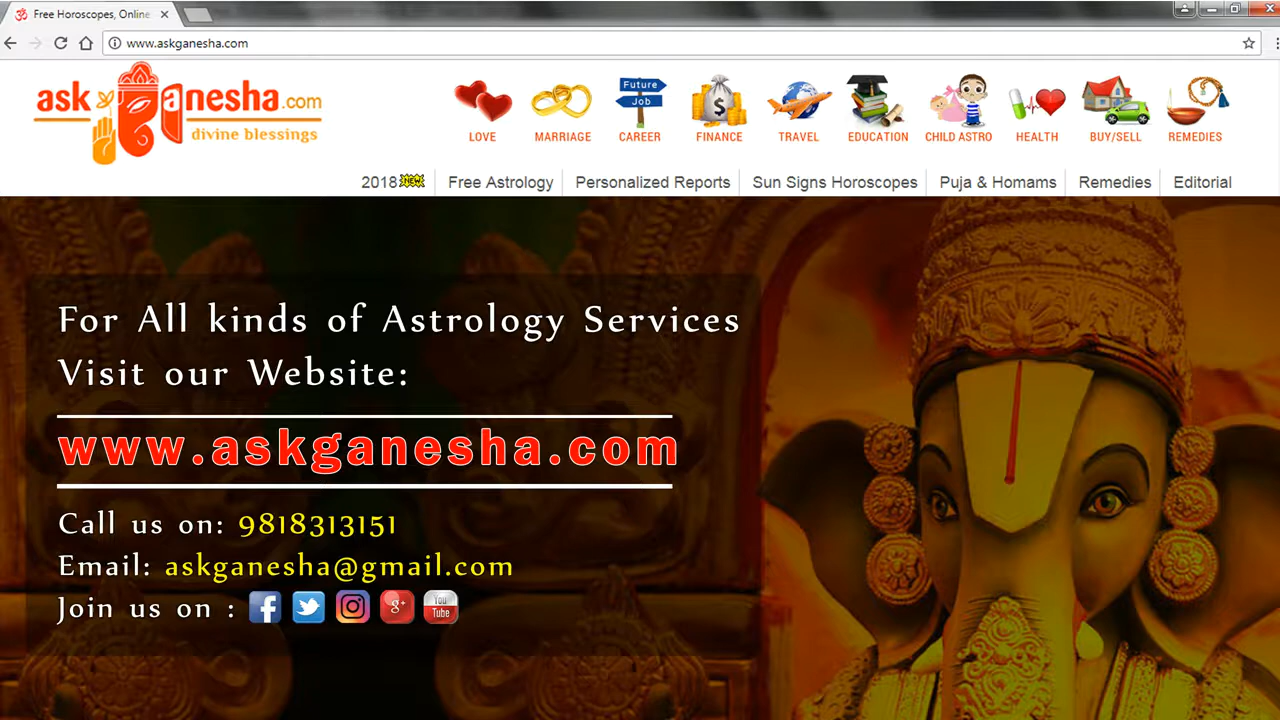 Free Horoscopes, Online
www.askganesha.com
ask ganesha.com
divine blessings
Future
Job
$
LOVE
MARRIAGE
CAREER
FINANCE
TRAVEL
EDUCATION
CHILD ASTRO
HEALTH
BUY/SELL
REMEDIES
2018 NEW
Free Astrology
Personalized Reports
Sun Signs Horoscopes
Puja & Homams
Remedies
Editorial
For All kinds of Astrology Services
Visit our Website:
www.askganesha.com
Call us on: 9818313151
Email: askganesha@gmail.com
Join us on : f g+ You Tube